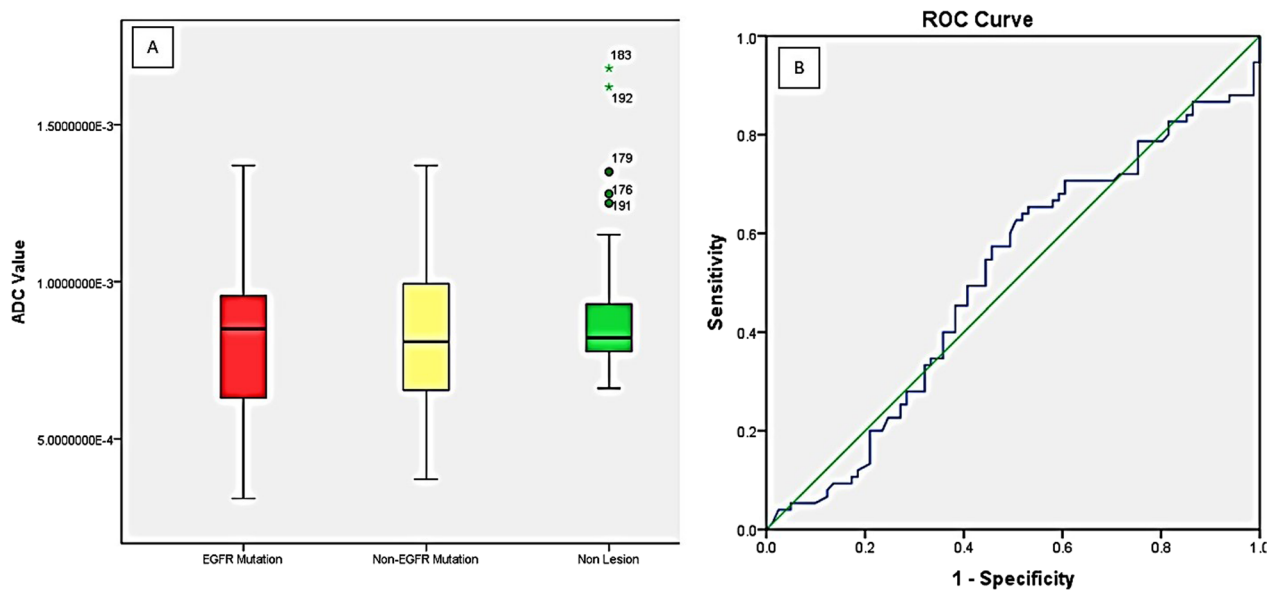 A
183
192
179
176
191
1.5000000E-3
1.0000000E-3
5.0000000E-4
ADC Value
EGFR Mutation
Non-EGFR Mutation
Non Lesion
ROC Curve
B
1.0
0.8
0.6
0.4
0.2
0.0
Sensitivity
0.0
0.2
0.4
0.6
0.8
1.0
1 - Specificity